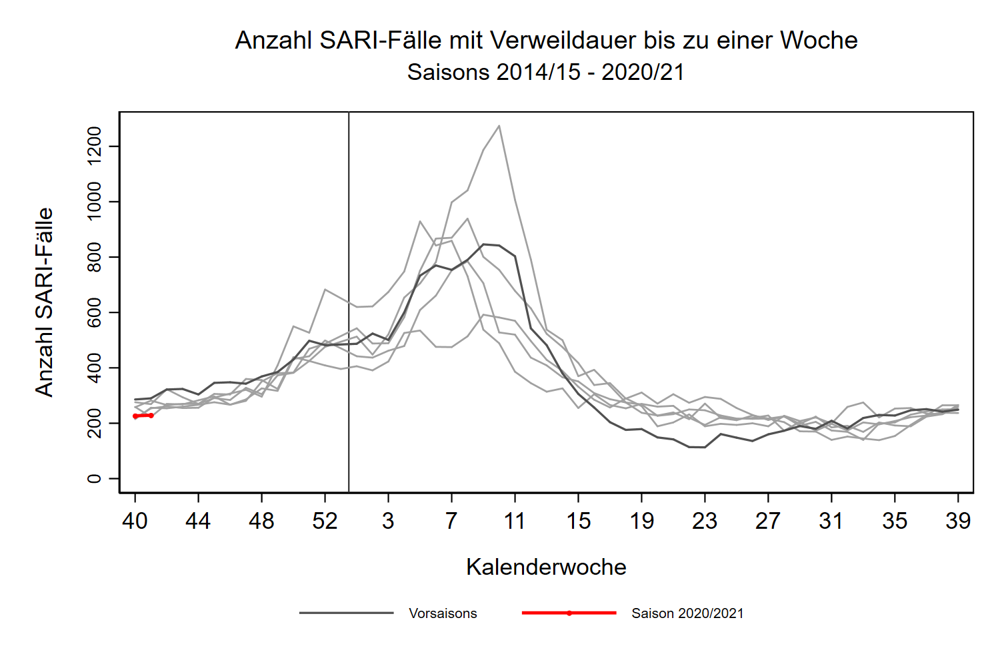 Anzahl SARI-Fälle mit Verweildauer bis zu einer Woche
Saisons 2014/15 - 2020/21
Anzahl SARI-Fälle
1200
1000
800
600
400
200
0
40 44 48 52 3 7 11 15 19 23 27 31 35 39
Kalenderwoche
Vorsaisons Saison 2020/2021